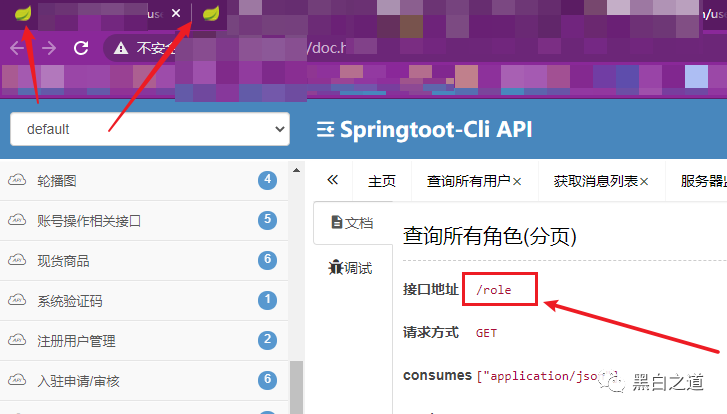 /use
n/use
不安全
/doc.h
default
Springtoot-Cli API
轮播图 4
账号操作相关接口 5
现货商品 6
系统验证码 1
注册用户管理 2
入驻申请/审核 6
主页 查询所有用户× 获取消息列表× 服务器
文档
调试
查询所有角色(分页)
接口地址 /role
请求方式 GET
consumes ["application/json"]
黑白之道